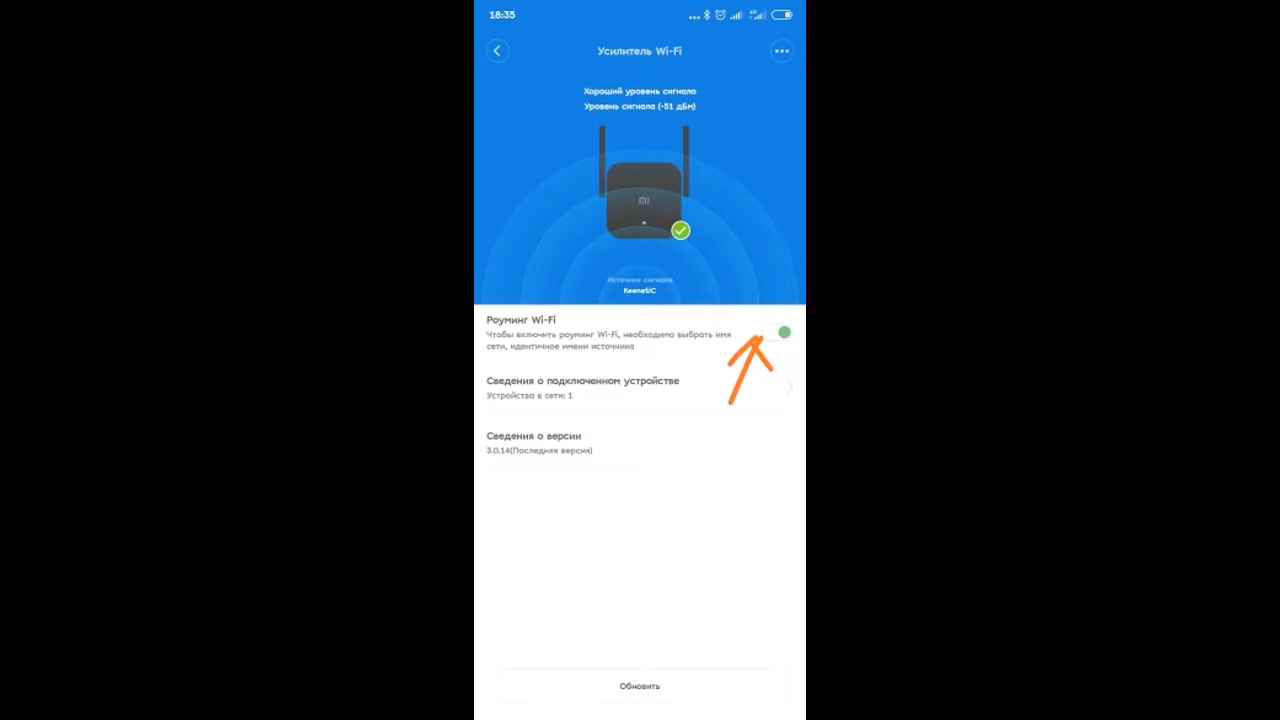 18:35
4G
Усилитель Wi-Fi
Хороший уровень сигнала
Уровень сигнала (-51 дБм)
MI
Источник сигнала
KeenetiC
Роуминг Wi-Fi
Чтобы включить роуминг Wi-Fi, необходимо выбрать имя
сети, идентичное имени источника
Сведения о подключенном устройстве
Устройства в сети: 1
Сведения о версии
3.0.14(Последняя версия)
Обновить